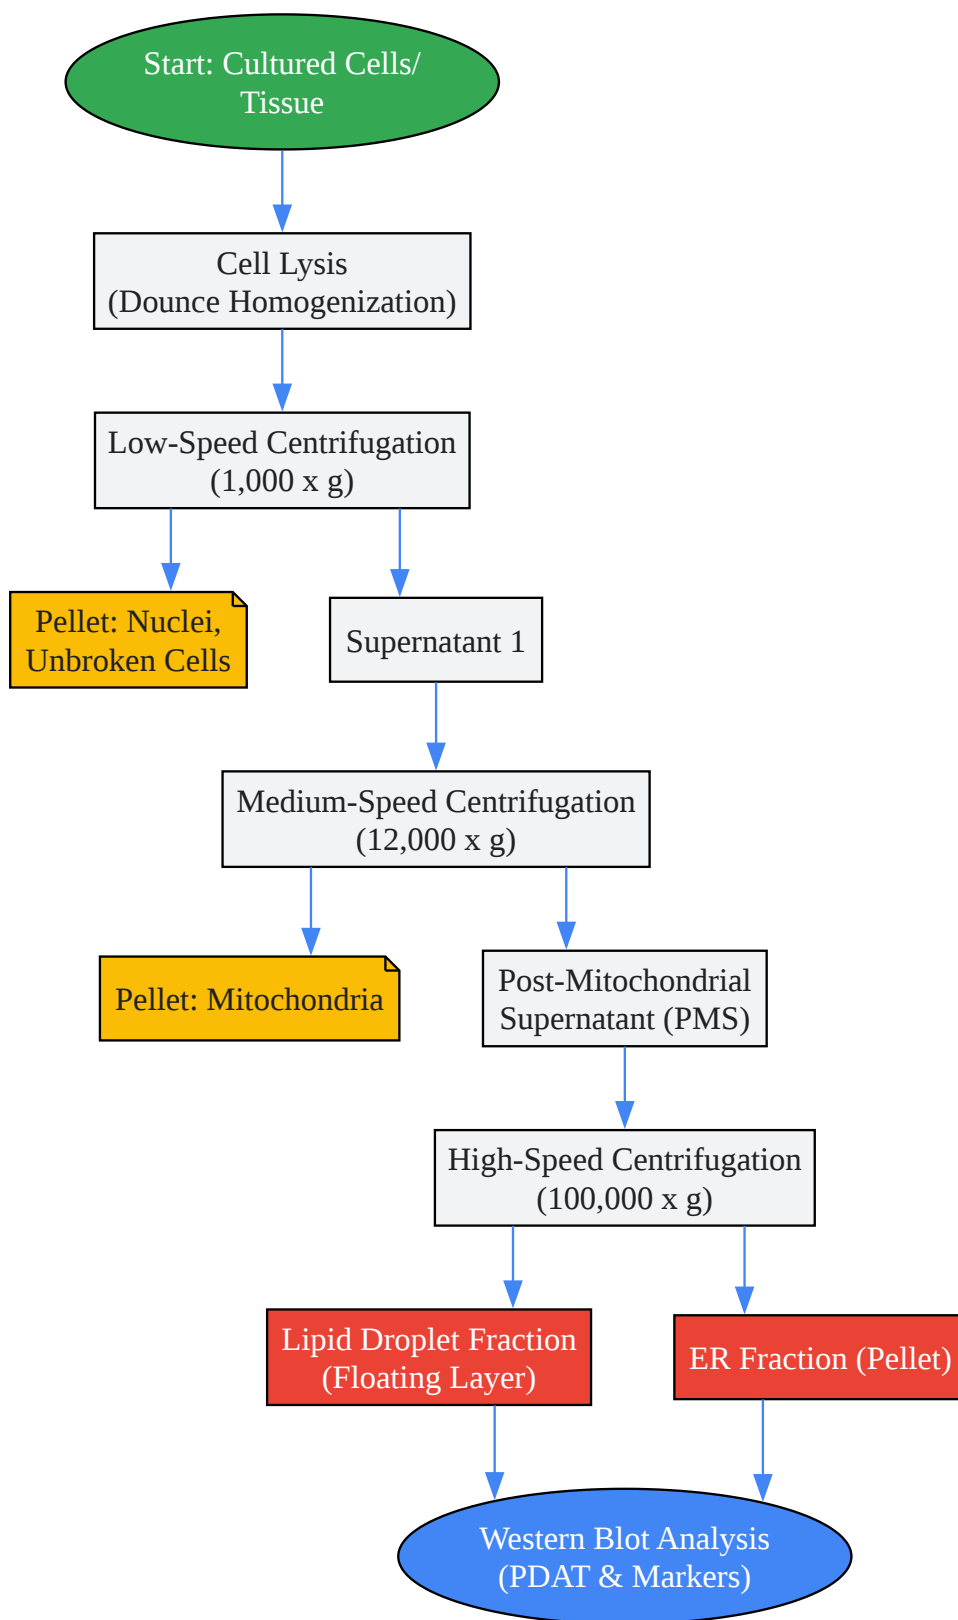 Start: Cultured Cells/
Tissue
Cell Lysis
(Dounce Homogenization)
Low-Speed Centrifugation
(1,000 x g)
Pellet: Nuclei,
Unbroken Cells
Supernatant 1
Medium-Speed Centrifugation
(12,000 x g)
Pellet: Mitochondria
Post-Mitochondrial
Supernatant (PMS)
High-Speed Centrifugation
(100,000 x g)
Lipid Droplet Fraction
(Floating Layer)
ER Fraction (Pellet)
Western Blot Analysis
(PDAT & Markers)